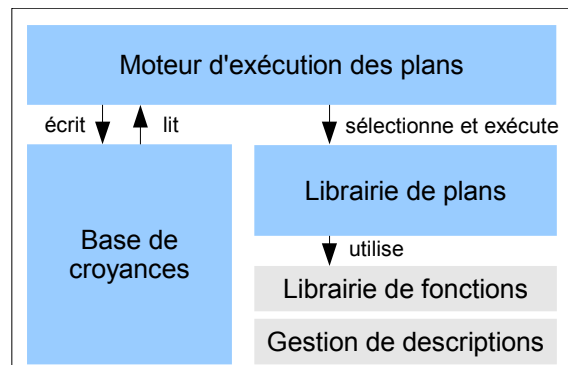 Moteur d'exécution des plans
écrit
lit
sélectionne et exécute
Base de
croyances
Librairie de plans
utilise
Librairie de fonctions
Gestion de descriptions